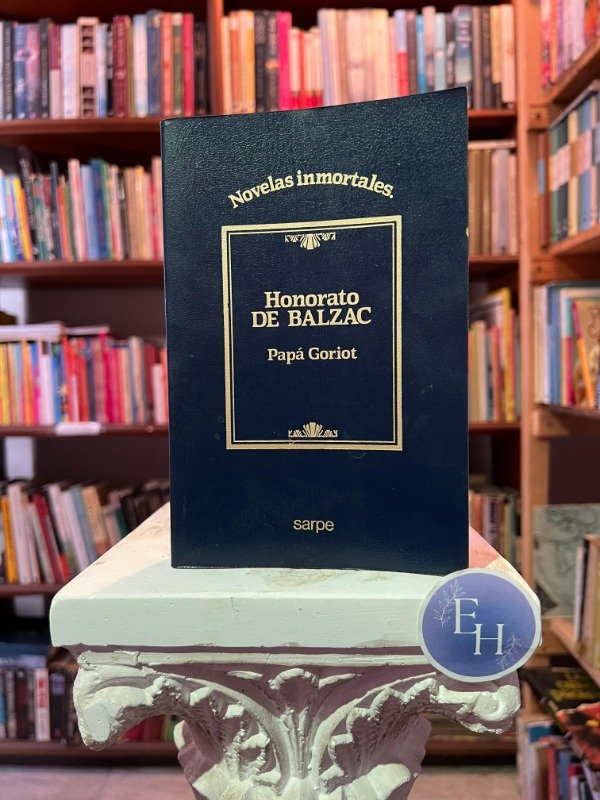 Novelas inmortales.
Honorato
DE BALZAC
Papá Goriot
sarpe
EH